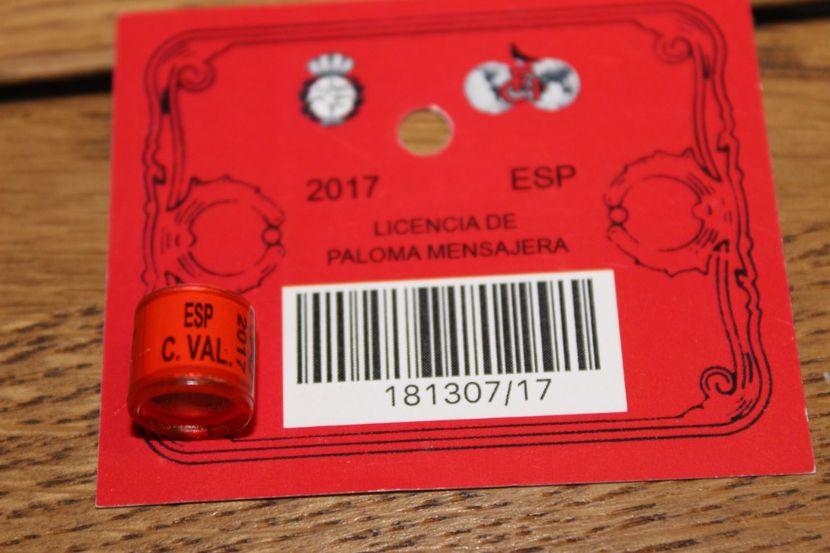 2017 ESP
LICENCIA DE
PALOMA MENSAJERA
181307/17
ESP
C. VAL.
2017